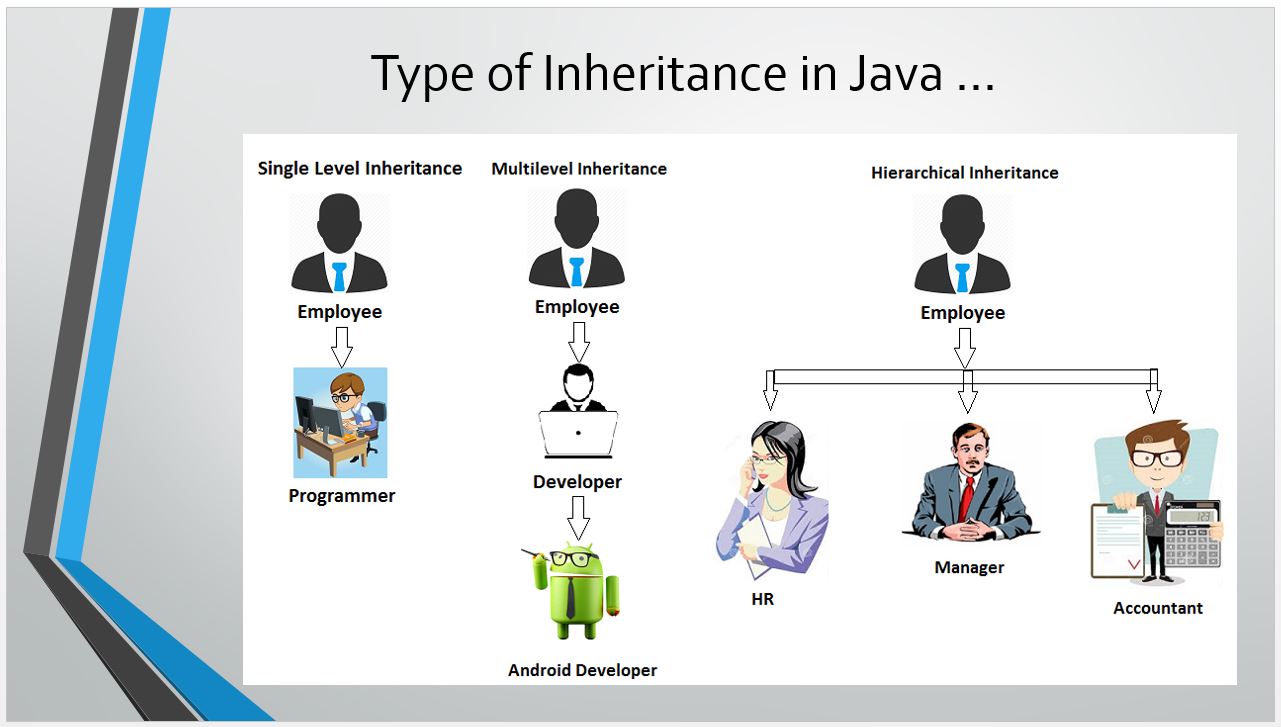 Type of Inheritance in Java ...
Single Level Inheritance
Employee
Programmer
Multilevel Inheritance
Employee
Developer
Android Developer
Hierarchical Inheritance
Employee
HR
Manager
Accountant
123